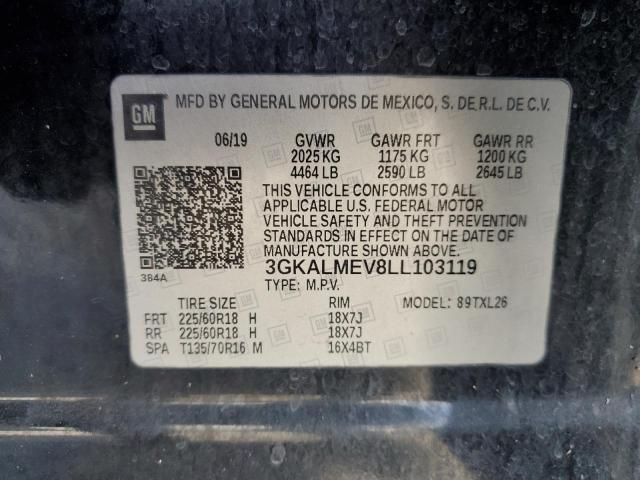 GM MFD BY GENERAL MOTORS DE MEXICO, S. DE.R.L. DE C.V.
06/19 GVWR GAWR FRT GAWR RR
2025 KG 1175 KG 1200 KG
4464 LB 2590 LB 2645 LB
THIS VEHICLE CONFORMS TO ALL
APPLICABLE U.S. FEDERAL MOTOR
VEHICLE SAFETY AND THEFT PREVENTION
STANDARDS IN EFFECT ON THE DATE OF
MANUFACTURE SHOWN ABOVE.
3GKALMEV8LL103119
384A
TYPE: M.P.V.
TIRE SIZE RIM MODEL: 89TXL26
FRT 225/60R18 H 18X7J
RR 225/60R18 H 18X7J
SPA T135/70R16 M 16X4BT